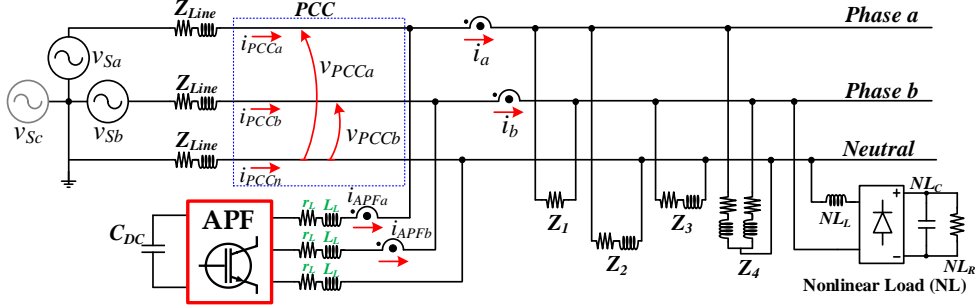 Z_Line
PCC
Phase a
i_PCCa
i_a
v_Sa
v_PCCa
Z_Line
Phase b
v_Sc
v_Sb
i_PCCb
v_PCCb
i_b
Z_Line
Neutral
i_PCCn
APF
r_L L_L
i_APFa
r_L L_L
i_APFb
r_L L_L
C_DC
Z_1
Z_2
Z_3
Z_4
NL_L
+
−
NL_C
NL_R
Nonlinear Load (NL)